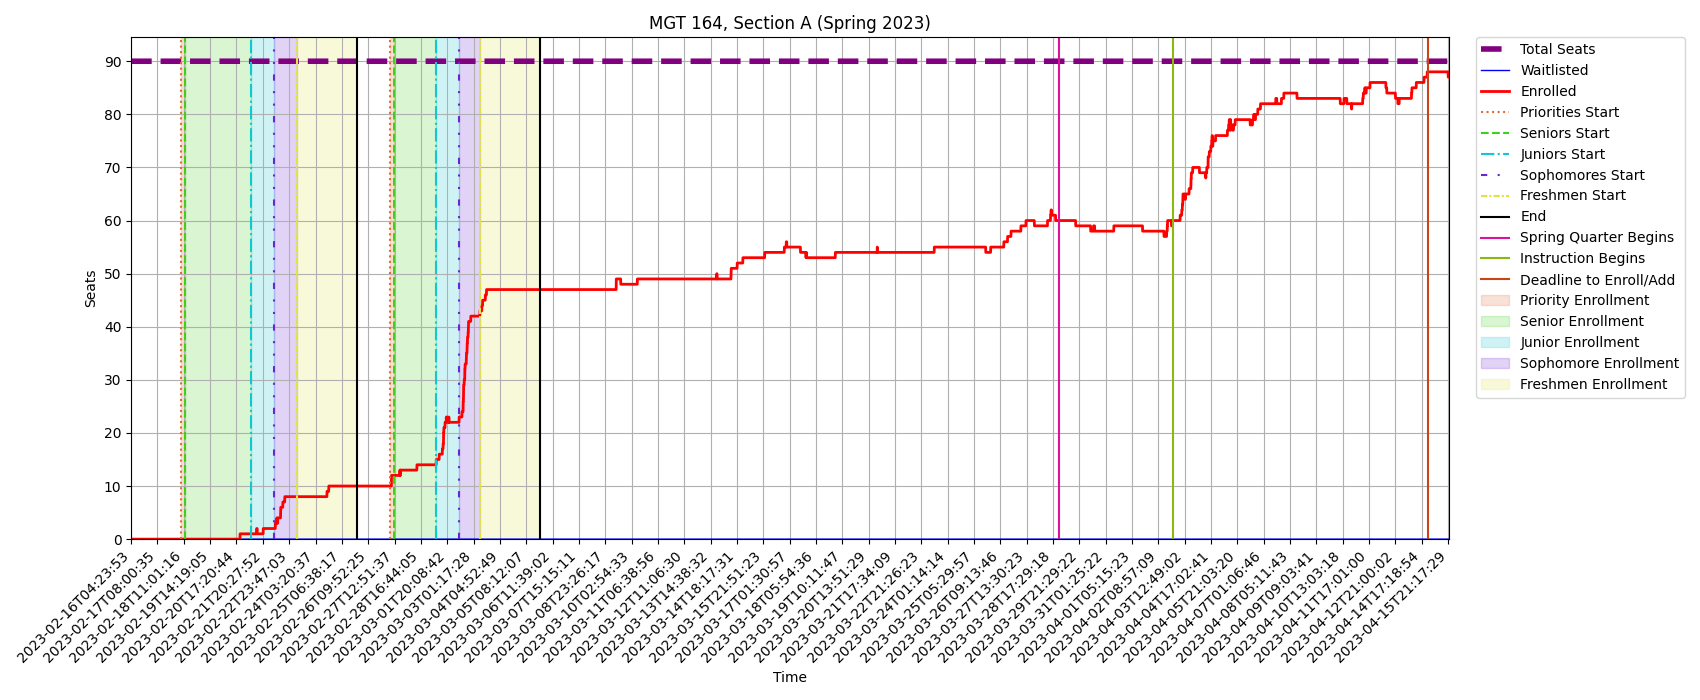 MGT 164, Section A (Spring 2023)
90
80
70
60
50
40
30
20
10
0
Seats
2023-02-16T04:23:53
2023-02-17T08:00:35
2023-02-18T11:01:16
2023-02-19T14:19:05
2023-02-20T17:20:44
2023-02-21T20:27:52
2023-02-22T23:47:03
2023-02-24T03:20:37
2023-02-25T06:38:17
2023-02-26T09:52:25
2023-02-27T12:51:37
2023-02-28T16:44:05
2023-03-01T20:08:42
2023-03-03T01:17:28
2023-03-04T04:52:49
2023-03-05T08:12:07
2023-03-06T11:39:02
2023-03-07T15:15:11
2023-03-08T23:26:17
2023-03-10T02:54:33
2023-03-11T06:38:56
2023-03-12T11:06:30
2023-03-13T14:38:32
2023-03-14T18:17:31
2023-03-15T21:51:23
2023-03-17T01:30:57
2023-03-18T05:54:36
2023-03-19T10:11:47
2023-03-20T13:51:29
2023-03-21T17:34:09
2023-03-22T21:26:23
2023-03-24T01:14:14
2023-03-25T05:29:57
2023-03-26T09:13:46
2023-03-27T13:30:23
2023-03-28T17:29:18
2023-03-29T21:29:22
2023-03-31T01:25:22
2023-04-01T05:15:23
2023-04-02T08:57:09
2023-04-03T12:49:02
2023-04-04T17:02:41
2023-04-05T21:03:20
2023-04-07T01:06:46
2023-04-08T05:11:43
2023-04-09T09:03:41
2023-04-10T13:03:18
2023-04-11T17:01:00
2023-04-12T21:00:02
2023-04-14T17:18:54
2023-04-15T21:17:29
Time
Total Seats
Waitlisted
Enrolled
Priorities Start
Seniors Start
Juniors Start
Sophomores Start
Freshmen Start
End
Spring Quarter Begins
Instruction Begins
Deadline to Enroll/Add
Priority Enrollment
Senior Enrollment
Junior Enrollment
Sophomore Enrollment
Freshmen Enrollment